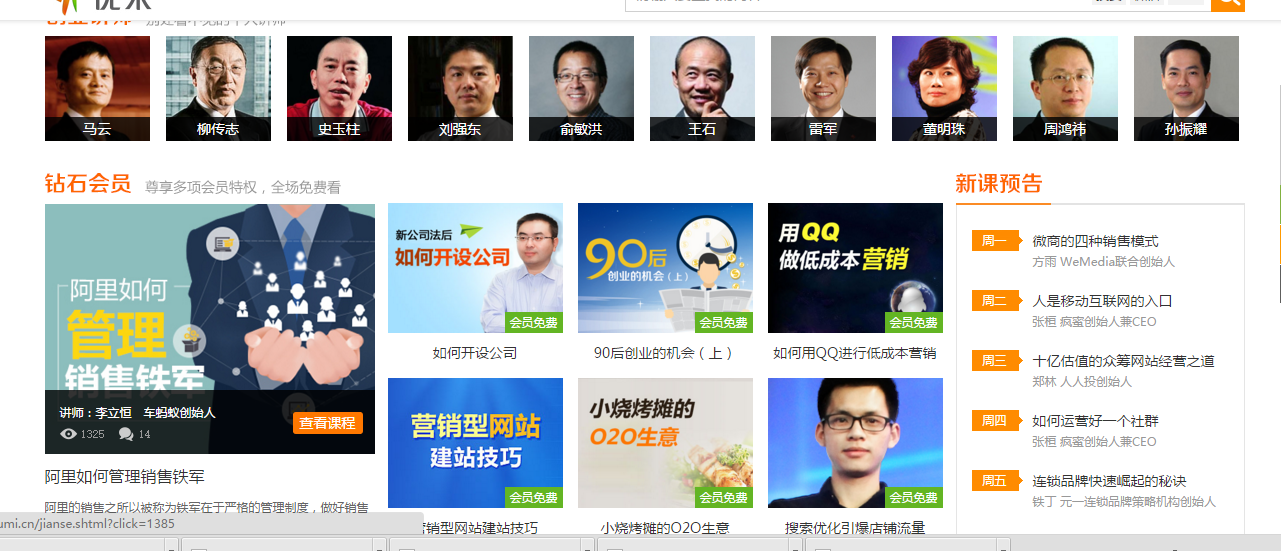 创业讲师 别处看不见的牛人讲师
马云
柳传志
史玉柱
刘强东
俞敏洪
王石
雷军
董明珠
周鸿祎
孙振耀
钻石会员 尊享多项会员特权，全场免费看
阿里如何
管理
销售铁军
讲师：李立恒 车蚂蚁创始人
1325 14
查看课程
阿里如何管理销售铁军
阿里的销售之所以被称为铁军在于严格的管理制度，做好销售
新公司法后
如何开设公司
会员免费
如何开设公司
90后
创业的机会（上）
会员免费
90后创业的机会（上）
用QQ
做低成本营销
会员免费
如何用QQ进行低成本营销
营销型网站
建站技巧
会员免费
营销型网站建站技巧
小烧烤摊的
O2O生意
会员免费
小烧烤摊的O2O生意
会员免费
搜索优化引爆店铺流量
新课预告
周一 微商的四种销售模式
方雨 WeMedia联合创始人
周二 人是移动互联网的入口
张桓 疯蜜创始人兼CEO
周三 十亿估值的众筹网站经营之道
郑林 人人投创始人
周四 如何运营好一个社群
张桓 疯蜜创始人兼CEO
周五 连锁品牌快速崛起的秘诀
铁丁 元一连锁品牌策略机构创始人
umi.cn/jianse.shtml?click=1385